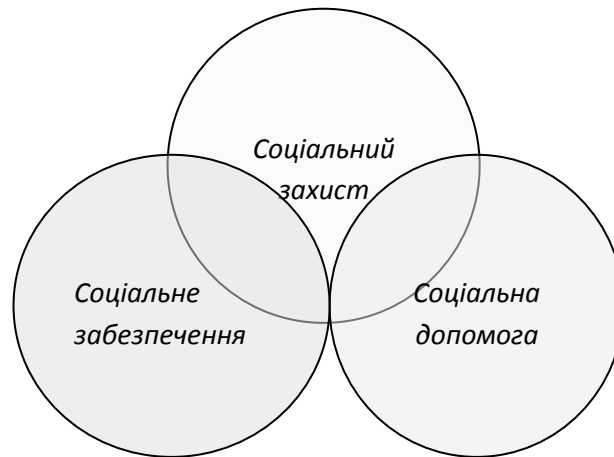 Соціальний
захист
Соціальне
забезпечення
Соціальна
допомога